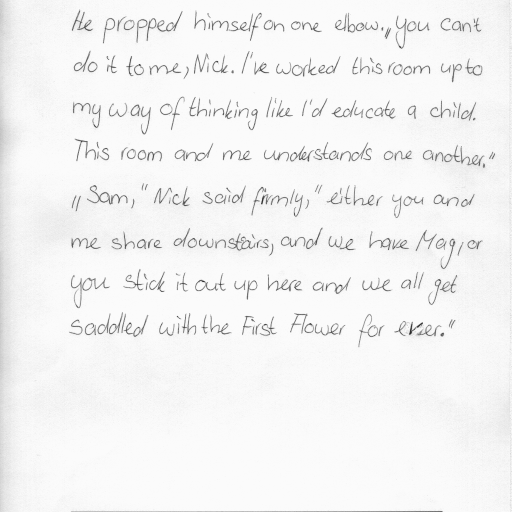 He propped himself on one elbow. „You can't
do it to me, Nick. I've worked this room up to
my way of thinking like I'd educate a child.
This room and me understands one another."
„Sam," Nick said firmly, "either you and
me share downstairs, and we have Mag, or
you stick it out up here and we all get
saddled with the First Flower for ever."